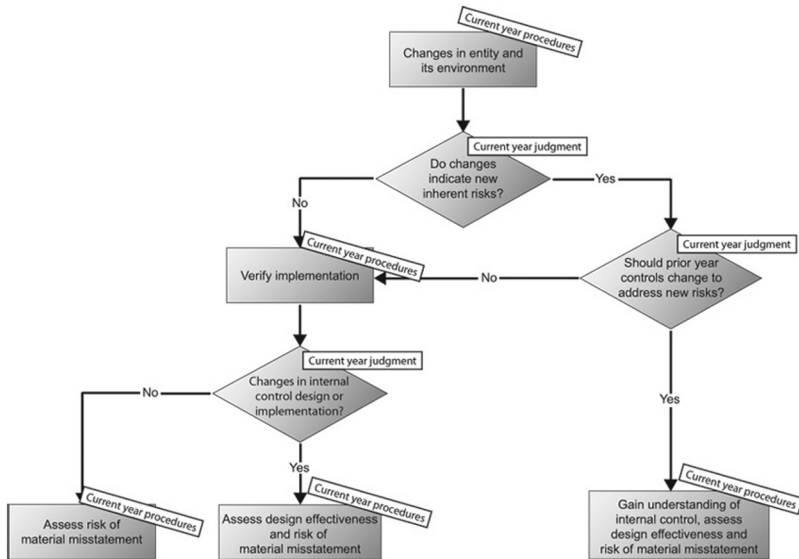 Current year procedures
Changes in entity and
its environment
Current year judgment
Do changes
indicate new
inherent risks?
No
Yes
Current year procedures
Verify implementation
Current year judgment
Should prior year
controls change to
address new risks?
No
Current year judgment
Changes in internal
control design or
implementation?
No
Yes
Yes
Current year procedures
Assess risk of
material misstatement
Current year procedures
Assess design effectiveness
and risk of
material misstatement
Current year procedures
Gain understanding of
internal control, assess
design effectiveness and
risk of material misstatement